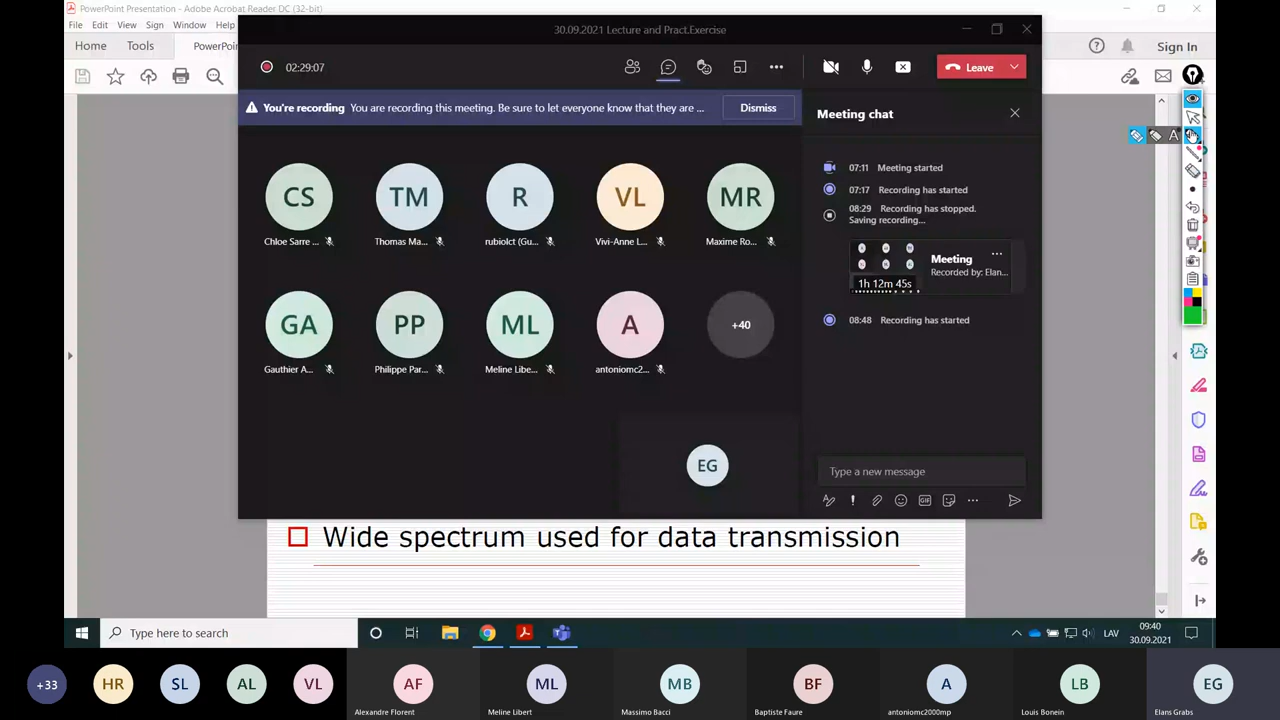 PowerPoint Presentation - Adobe Acrobat Reader DC (32-bit)
File Edit View Sign Window Help
Home Tools
Sign In
30.09.2021 Lecture and Pract.Exercise
02:29:07
Leave
You're recording You are recording this meeting. Be sure to let everyone know that they are ...
Dismiss
CS
TM
R
VL
MR
Chloe Sarre ...
Thomas Ma...
rubiolct (Gu...
Vivi-Anne L...
Maxime Ro...
GA
PP
ML
A
+40
Gauthier A...
Philippe Par...
Meline Libe...
antoniomc2...
EG
Meeting chat
07:11 Meeting started
07:17 Recording has started
08:29 Recording has stopped.
Saving recording...
Meeting
Recorded by: Elan...
1h 12m 45s
08:48 Recording has started
Type a new message
GIF
A
Wide spectrum used for data transmission
Type here to search
LAV
09:40
30.09.2021
+33
HR
SL
AL
VL
AF
ML
MB
BF
A
LB
EG
Alexandre Florent
Meline Libert
Massimo Bacci
Baptiste Faure
antoniomc2000mp
Louis Bonein
Elans Grabs